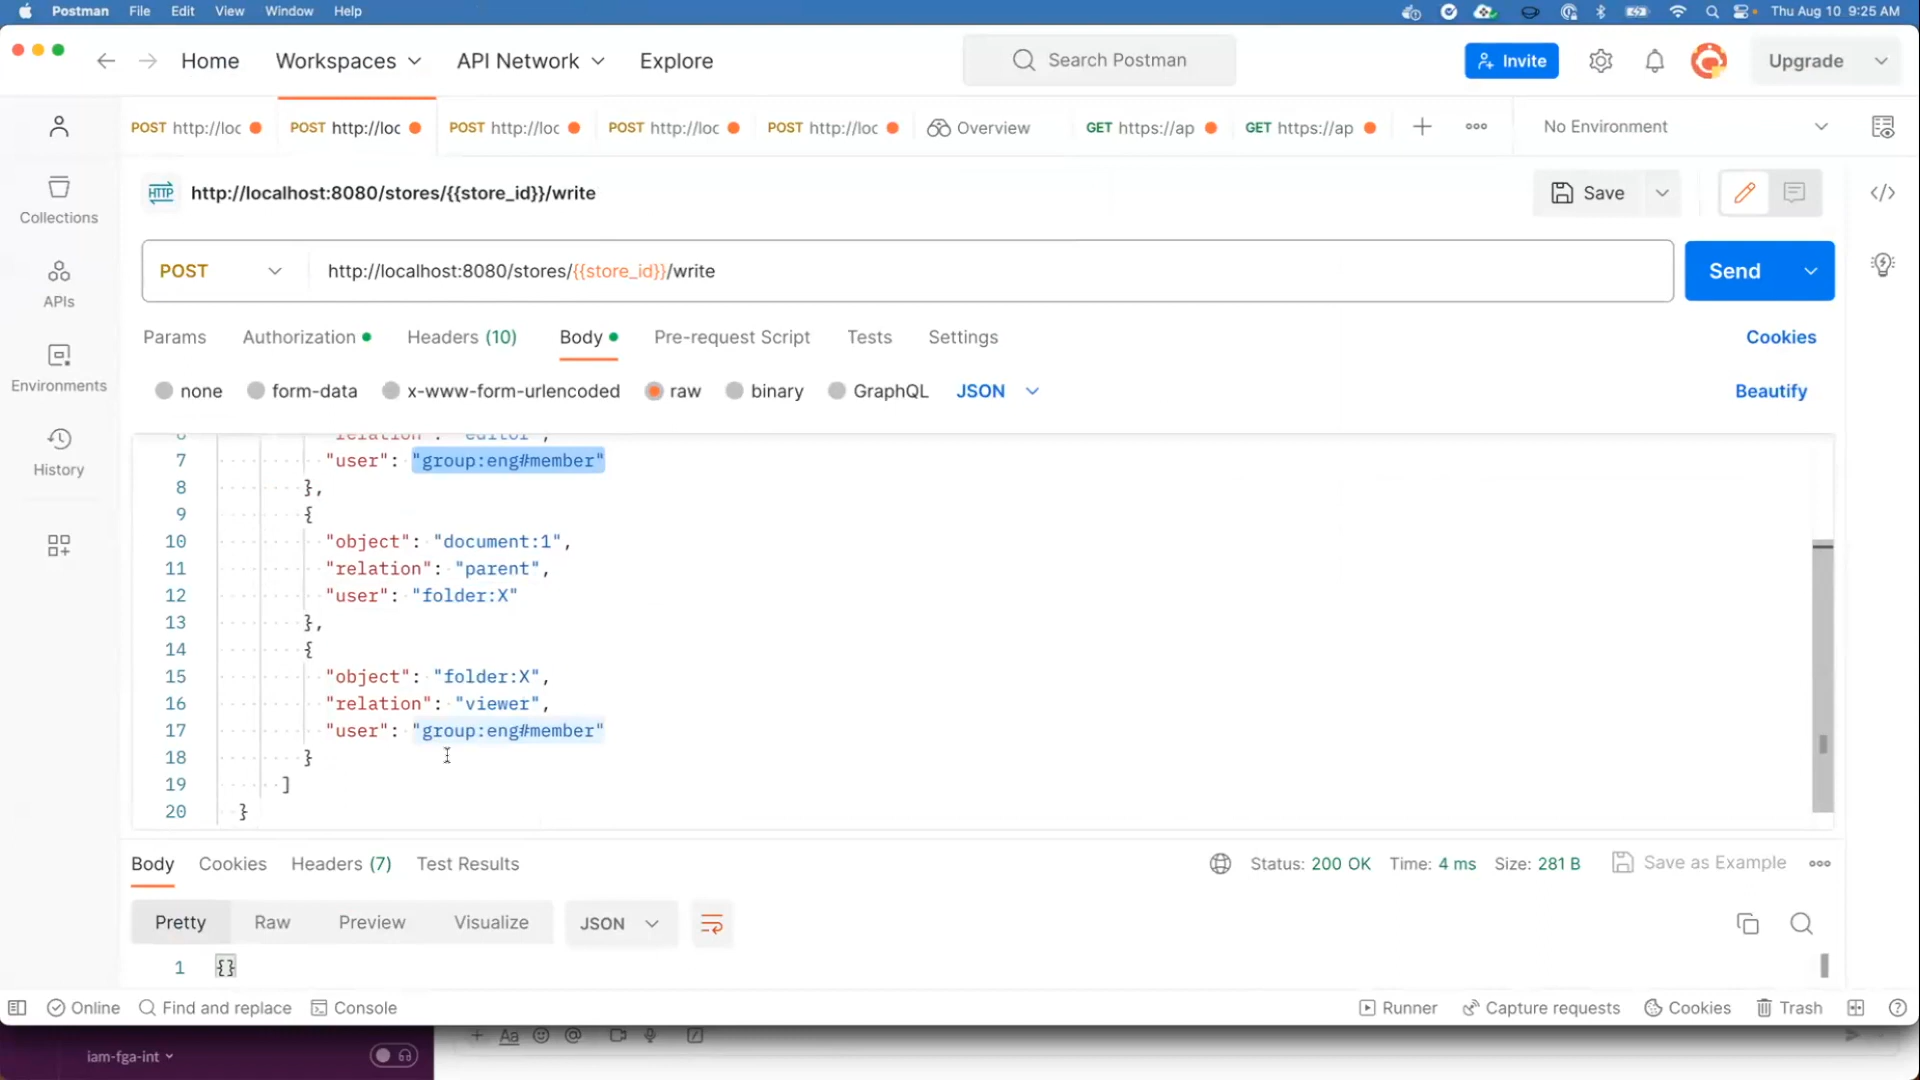 Postman File Edit View Window Help Thu Aug 10 9:25 AM
Home Workspaces API Network Explore Search Postman Invite Upgrade
POST http://loc POST http://loc POST http://loc POST http://loc POST http://loc Overview GET https://ap GET https://ap No Environment
HTTP http://localhost:8080/stores/{{store_id}}/write Save
POST http://localhost:8080/stores/{{store_id}}/write Send
Params Authorization Headers (10) Body Pre-request Script Tests Settings Cookies
none form-data x-www-form-urlencoded raw binary GraphQL JSON Beautify
Collections
APIs
Environments
History
6 "relation": "editor",
7 "user": "group:eng#member"
8 },
9 {
10 "object": "document:1",
11 "relation": "parent",
12 "user": "folder:X"
13 },
14 {
15 "object": "folder:X",
16 "relation": "viewer",
17 "user": "group:eng#member"
18 }
19 ]
20 }
Body Cookies Headers (7) Test Results Status: 200 OK Time: 4 ms Size: 281 B Save as Example
Pretty Raw Preview Visualize JSON
1 {}
Online Find and replace Console Runner Capture requests Cookies Trash
iam-fga-int Aa